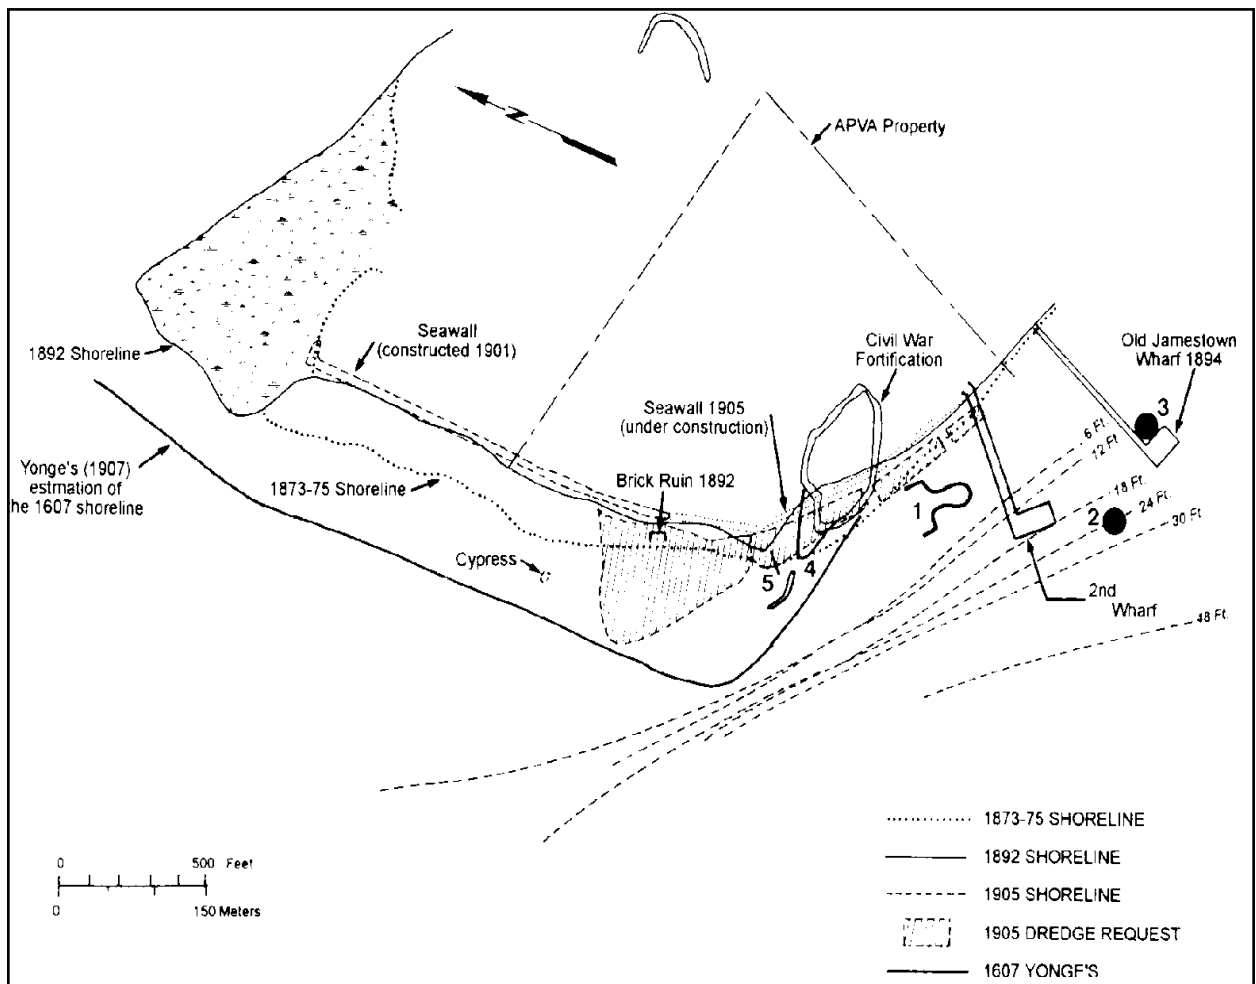 N
APVA Property
1892 Shoreline
Seawall
(constructed 1901)
Civil War
Fortification
Old Jamestown
Wharf 1894
Seawall 1905
(under construction)
3
6 Ft.
12 Ft
Yonge's (1907)
estmation of
he 1607 shoreline
1873-75 Shoreline
Brick Ruin 1892
1
18 Ft.
2
24 Ft.
30 Ft
Cypress
5
4
2nd
Wharf
48 Ft.
1873-75 SHORELINE
0
500 Feet
1892 SHORELINE
1905 SHORELINE
0
150 Meters
1905 DREDGE REQUEST
1607 YONGE'S